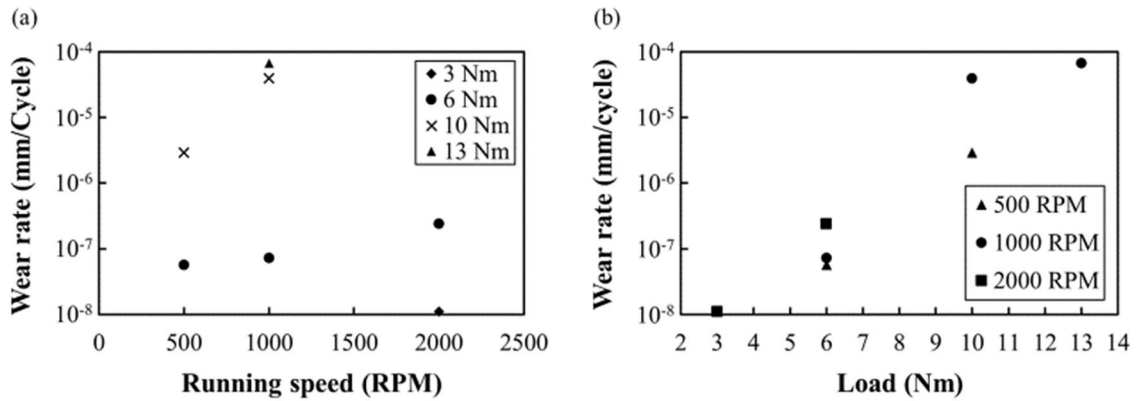 (a)
Wear rate (mm/Cycle)
10⁻⁴
10⁻⁵
10⁻⁶
10⁻⁷
10⁻⁸
3 Nm
6 Nm
10 Nm
13 Nm
0 500 1000 1500 2000 2500
Running speed (RPM)
(b)
Wear rate (mm/cycle)
10⁻⁴
10⁻⁵
10⁻⁶
10⁻⁷
10⁻⁸
500 RPM
1000 RPM
2000 RPM
2 3 4 5 6 7 8 9 10 11 12 13 14
Load (Nm)